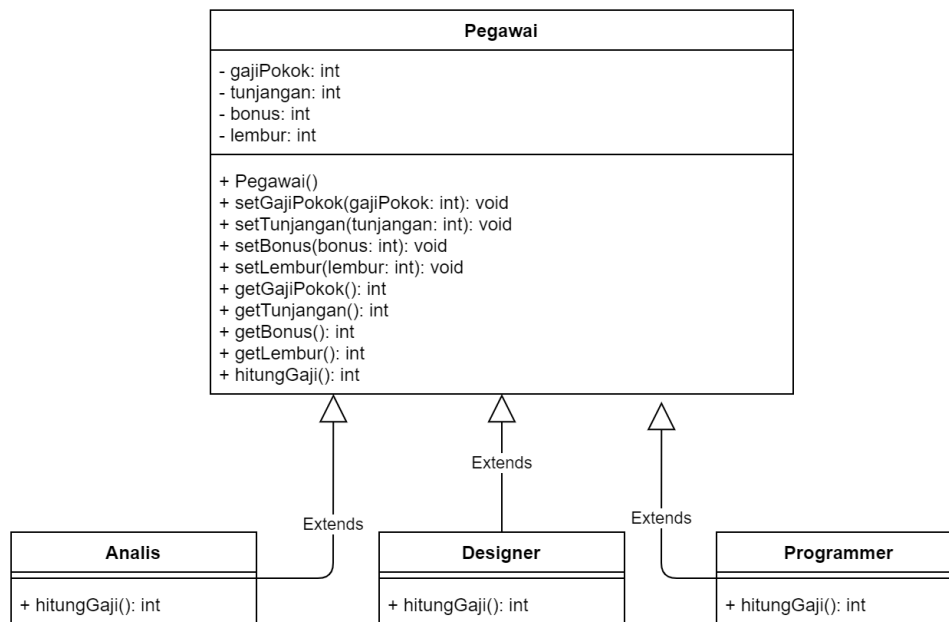 Pegawai
- gajiPokok: int
- tunjangan: int
- bonus: int
- lembur: int
+ Pegawai()
+ setGajiPokok(gajiPokok: int): void
+ setTunjangan(tunjangan: int): void
+ setBonus(bonus: int): void
+ setLembur(lembur: int): void
+ getGajiPokok(): int
+ getTunjangan(): int
+ getBonus(): int
+ getLembur(): int
+ hitungGaji(): int
Extends
Extends
Extends
Analis
+ hitungGaji(): int
Designer
+ hitungGaji(): int
Programmer
+ hitungGaji(): int